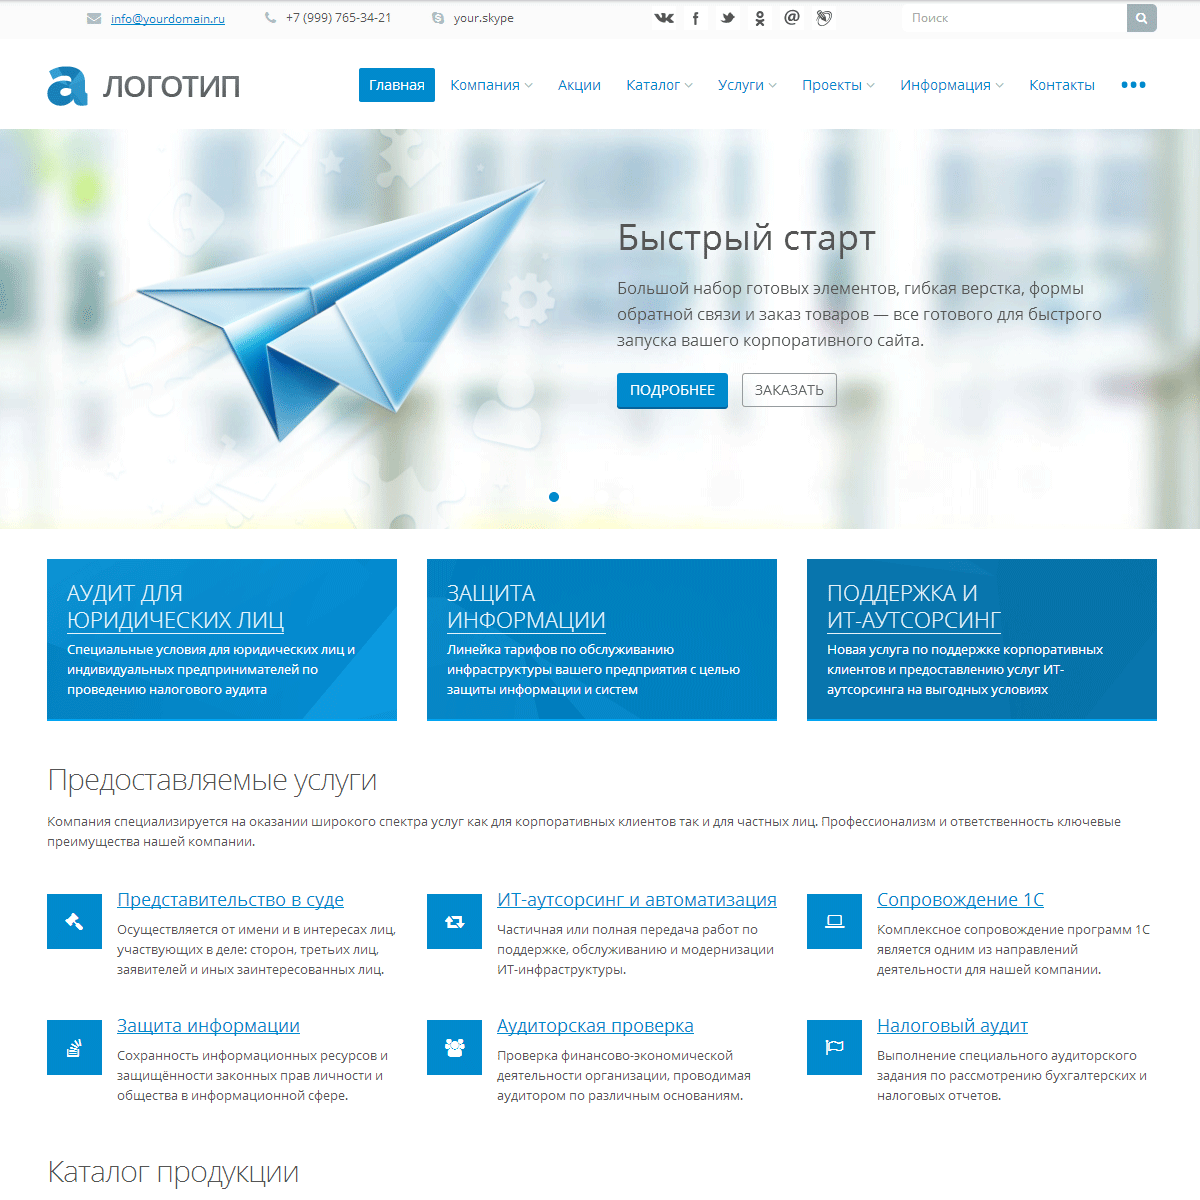 info@yourdomain.ru +7 (999) 765-34-21 your.skype Поиск
a ЛОГОТИП
Главная Компания Акции Каталог Услуги Проекты Информация Контакты
Быстрый старт
Большой набор готовых элементов, гибкая верстка, формы
обратной связи и заказ товаров — все готового для быстрого
запуска вашего корпоративного сайта.
ПОДРОБНЕЕ ЗАКАЗАТЬ
АУДИТ ДЛЯ
ЮРИДИЧЕСКИХ ЛИЦ
Специальные условия для юридических лиц и
индивидуальных предпринимателей по
проведению налогового аудита
ЗАЩИТА
ИНФОРМАЦИИ
Линейка тарифов по обслуживанию
инфраструктуры вашего предприятия с целью
защиты информации и систем
ПОДДЕРЖКА И
ИТ-АУТСОРСИНГ
Новая услуга по поддержке корпоративных
клиентов и предоставлению услуг ИТ-
аутсорсинга на выгодных условиях
Предоставляемые услуги
Компания специализируется на оказании широкого спектра услуг как для корпоративных клиентов так и для частных лиц. Профессионализм и ответственность ключевые
преимущества нашей компании.
Представительство в суде
Осуществляется от имени и в интересах лиц,
участвующих в деле: сторон, третьих лиц,
заявителей и иных заинтересованных лиц.
ИТ-аутсорсинг и автоматизация
Частичная или полная передача работ по
поддержке, обслуживанию и модернизации
ИТ-инфраструктуры.
Сопровождение 1С
Комплексное сопровождение программ 1С
является одним из направлений
деятельности для нашей компании.
Защита информации
Сохранность информационных ресурсов и
защищённости законных прав личности и
общества в информационной сфере.
Аудиторская проверка
Проверка финансово-экономической
деятельности организации, проводимая
аудитором по различным основаниям.
Налоговый аудит
Выполнение специального аудиторского
задания по рассмотрению бухгалтерских и
налоговых отчетов.
Каталог продукции